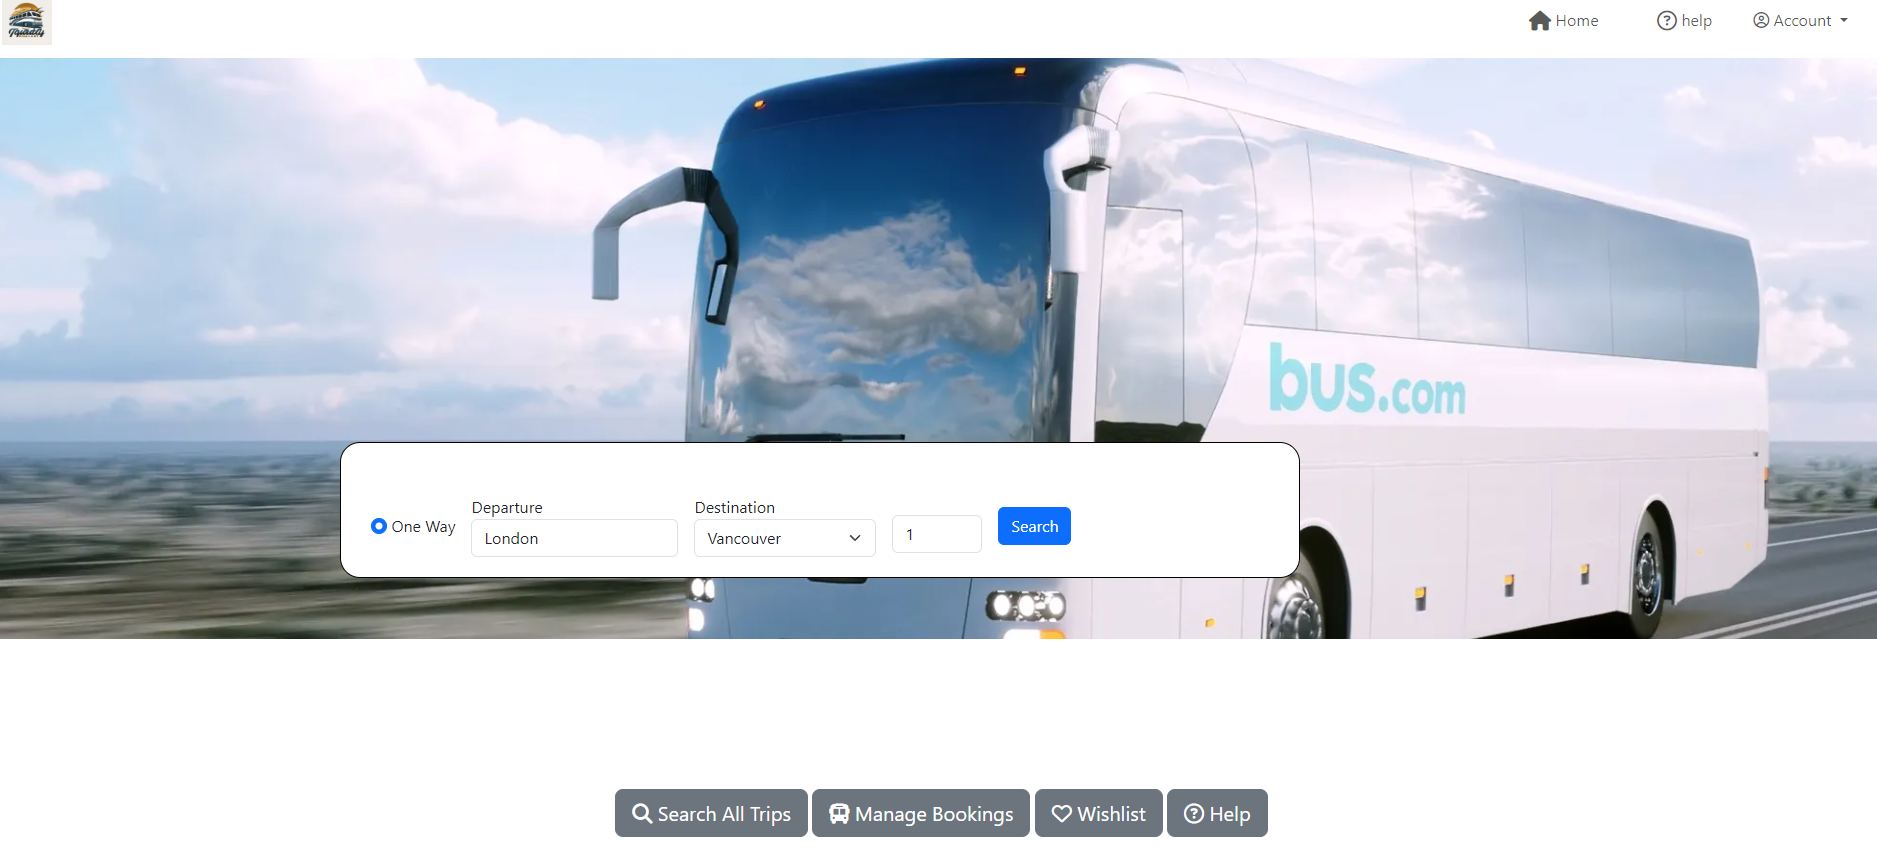 Home
help
Account
bus.com
One Way
Departure
London
Destination
Vancouver
1
Search
Search All Trips
Manage Bookings
Wishlist
Help